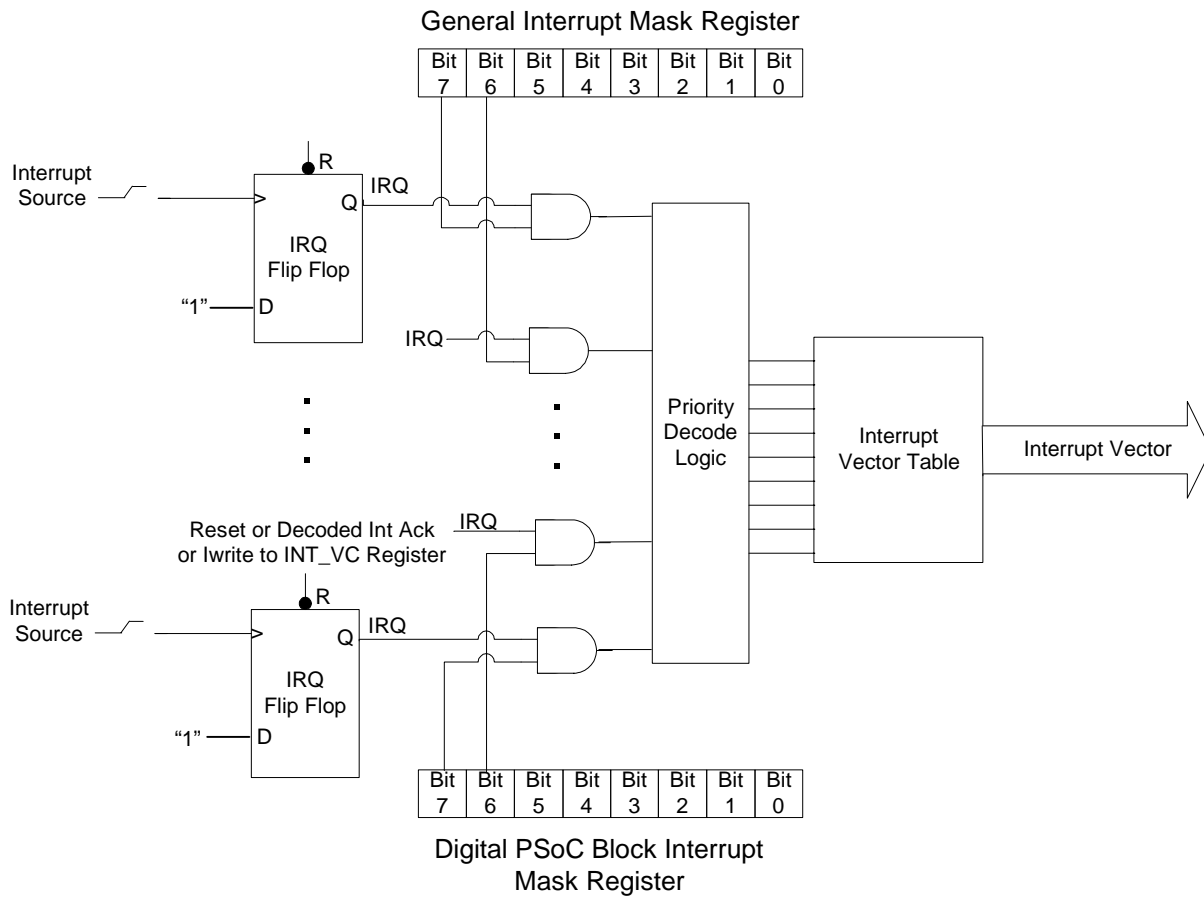 General Interrupt Mask Register
Bit 7 Bit 6 Bit 5 Bit 4 Bit 3 Bit 2 Bit 1 Bit 0
R
Interrupt
Source
IRQ
Q
IRQ
Flip Flop
“1”
D
IRQ
Priority
Decode
Logic
Interrupt
Vector Table
Interrupt Vector
Reset or Decoded Int Ack
or Iwrite to INT_VC Register
IRQ
R
Interrupt
Source
IRQ
Q
IRQ
Flip Flop
“1”
D
Bit 7 Bit 6 Bit 5 Bit 4 Bit 3 Bit 2 Bit 1 Bit 0
Digital PSoC Block Interrupt
Mask Register